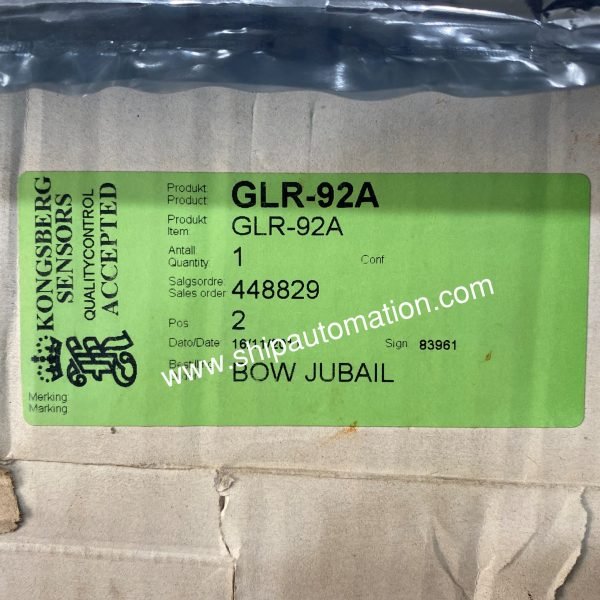 KONGSBERG
SENSORS
QUALITYCONTROL
ACCEPTED
Produkt
Product
GLR-92A
Produkt
Item
GLR-92A
Antall
Quantity
1
Conf
Salgsordre
Sales order
448829
Pos
2
Dato/Date
Sign
83961
BOW JUBAIL
Merking
Marking
www.shipautomation.com